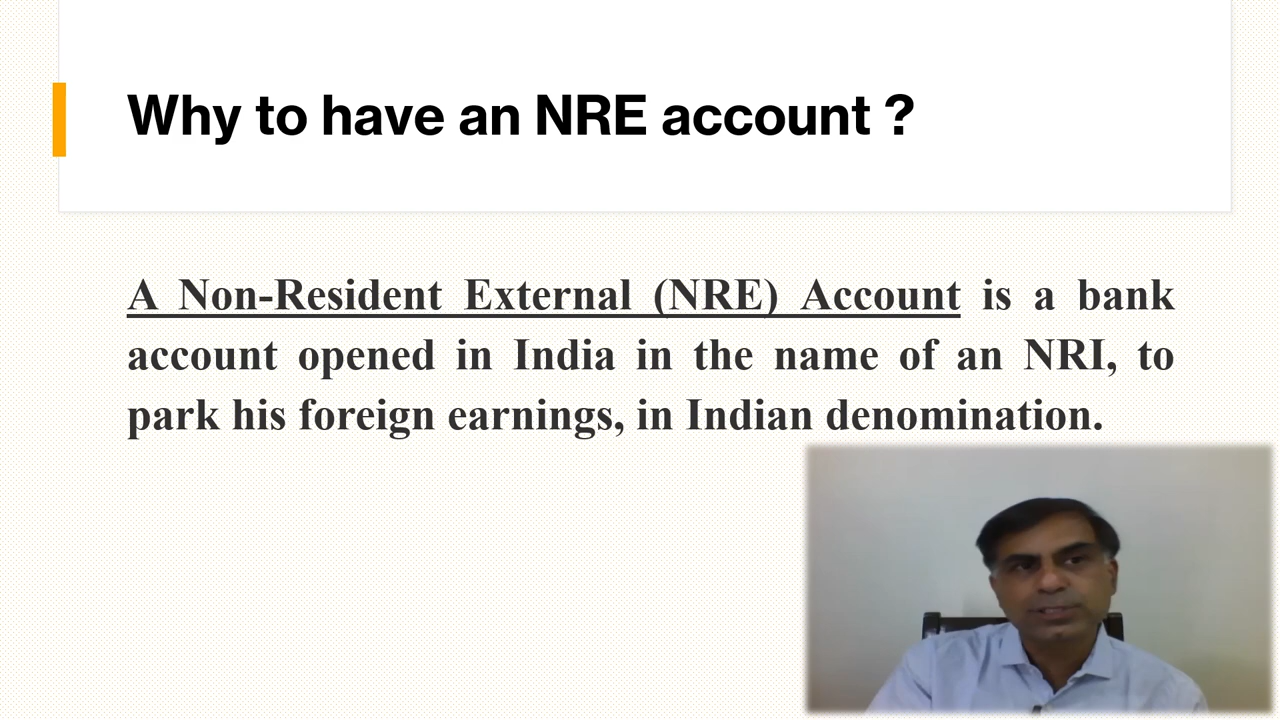 Why to have an NRE account ?
A Non-Resident External (NRE) Account is a bank
account opened in India in the name of an NRI, to
park his foreign earnings, in Indian denomination.